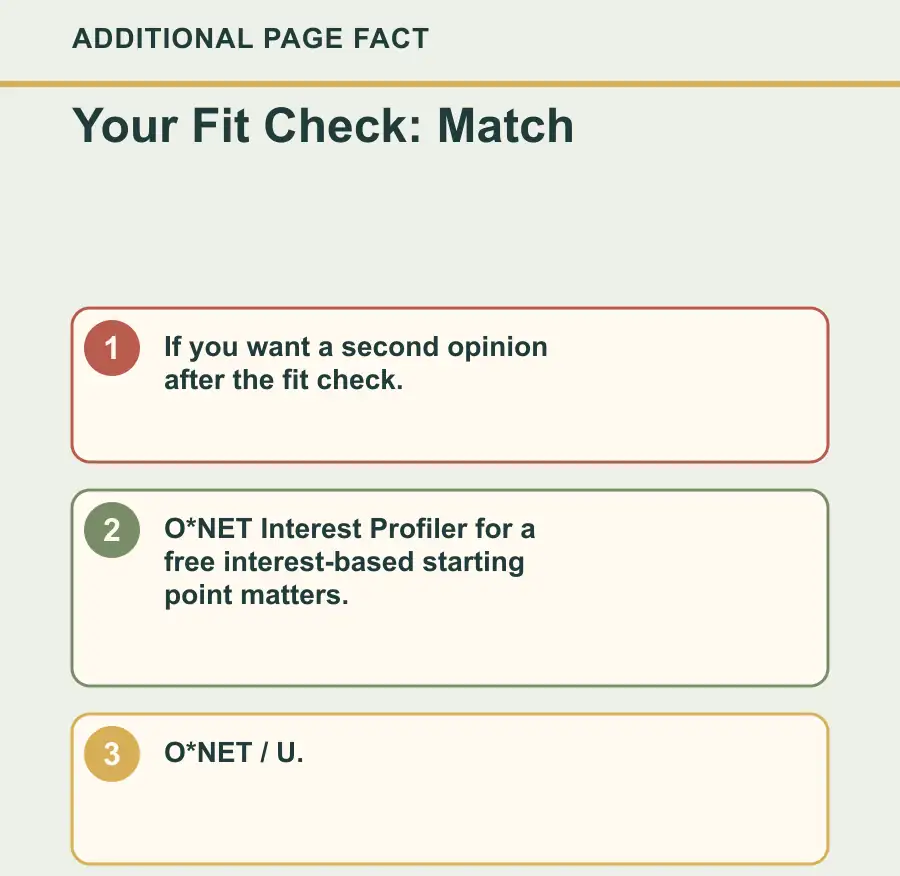 ADDITIONAL PAGE FACT
Your Fit Check: Match
1
If you want a second opinion
after the fit check.
2
O*NET Interest Profiler for a
free interest-based starting
point matters.
3
O*NET / U.